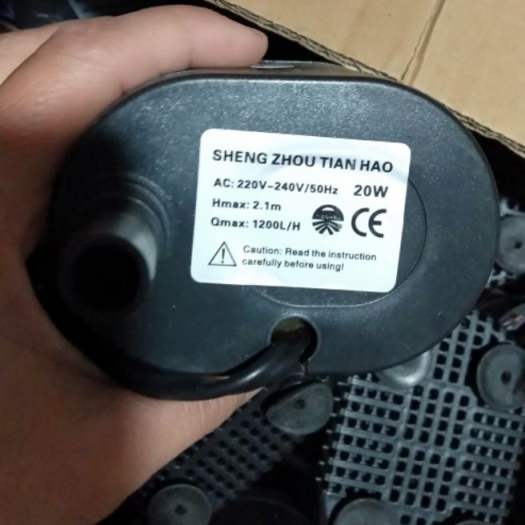 SHENG ZHOU TIAN HAO
AC: 220V-240V/50Hz 20W
Hmax: 2.1m
Qmax: 1200L/H CE
Caution: Read the instruction
carefully before using!